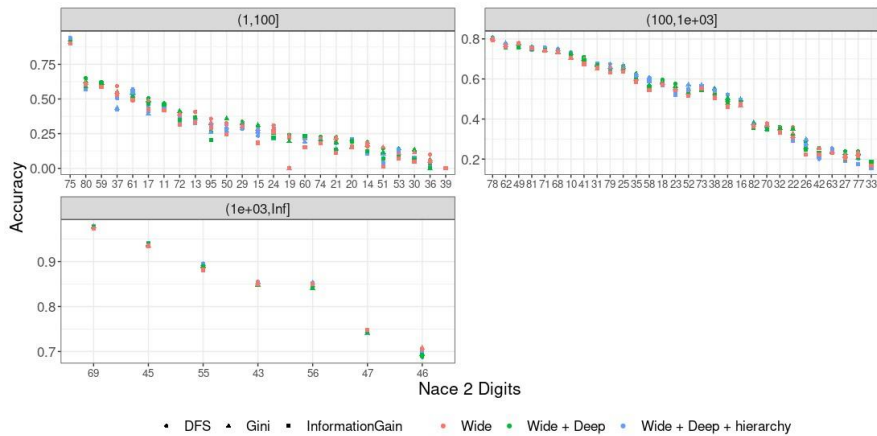 (1,100]
0.75
0.50
0.25
0.00
75 80 59 37 61 17 11 72 13 95 50 29 15 24 19 60 74 21 20 14 51 53 30 36 39
(100,1e+03]
0.8
0.6
0.4
0.2
78 62 49 81 71 68 10 41 31 79 25 35 58 18 23 52 73 38 28 16 82 70 32 22 26 42 63 27 77 33
(1e+03,Inf]
0.9
0.8
0.7
69 45 55 43 56 47 46
Accuracy
Nace 2 Digits
DFS Gini InformationGain Wide Wide + Deep Wide + Deep + hierarchy